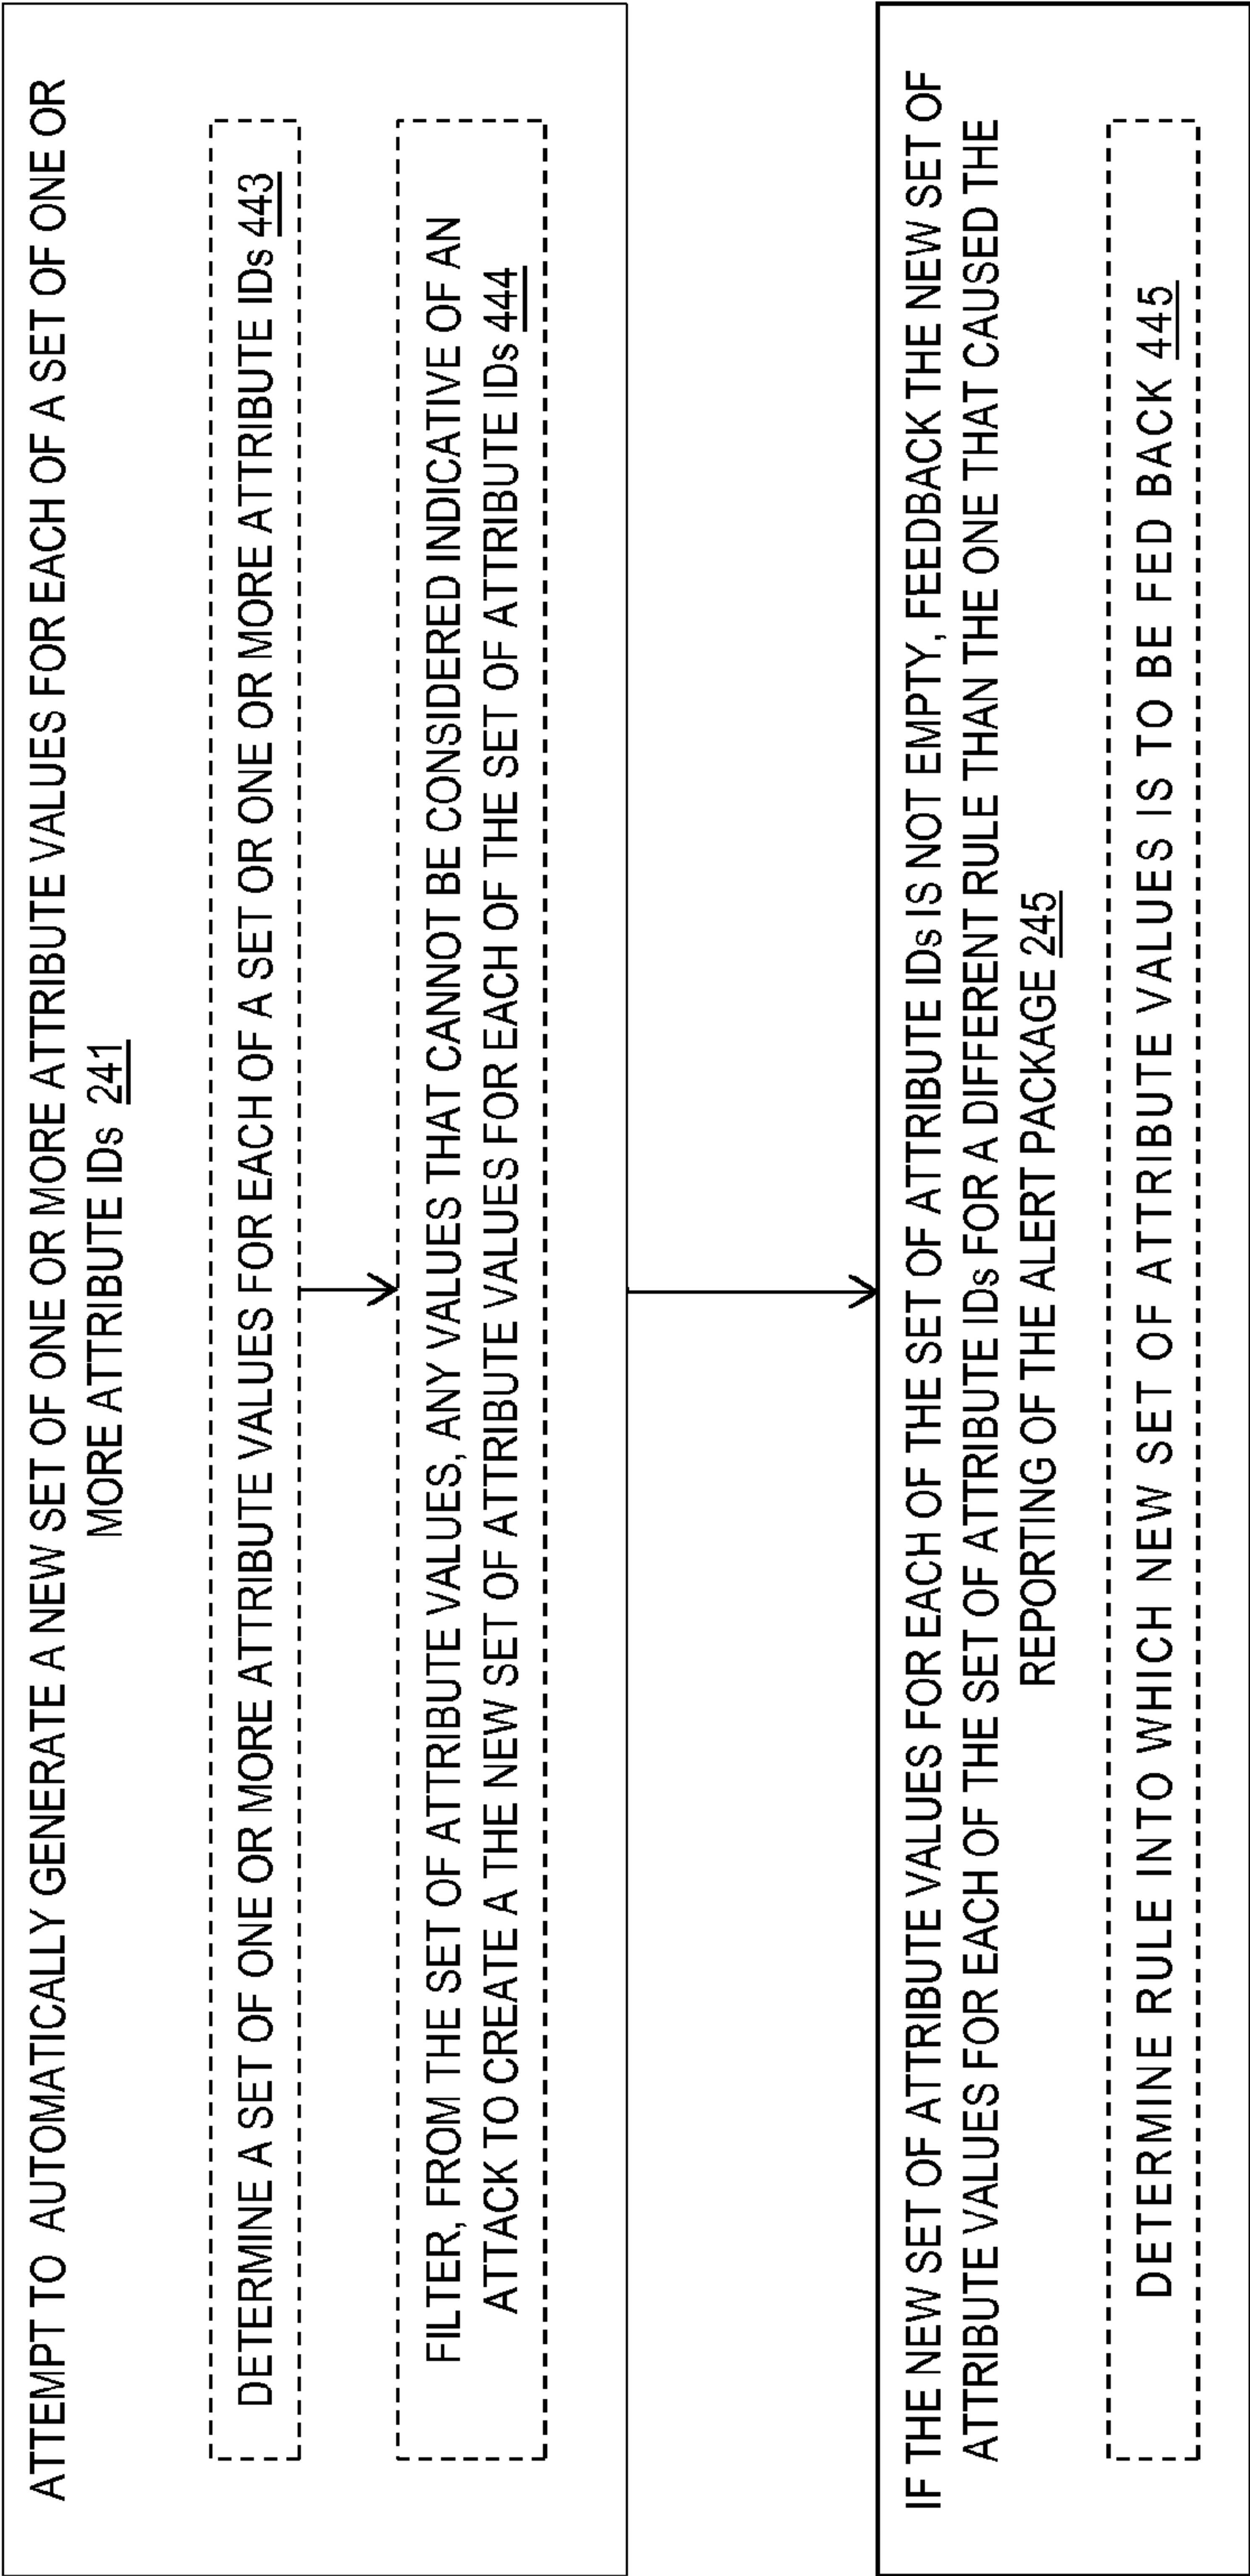 ATTEMPT TO AUTOMATICALLY GENERATE A NEW SET OF ONE OR MORE ATTRIBUTE VALUES FOR EACH OF A SET OF ONE OR
MORE ATTRIBUTE IDs 241
DETERMINE A SET OF ONE OR MORE ATTRIBUTE VALUES FOR EACH OF A SET OR ONE OR MORE ATTRIBUTE IDs 443
FILTER, FROM THE SET OF ATTRIBUTE VALUES, ANY VALUES THAT CANNOT BE CONSIDERED INDICATIVE OF AN
ATTACK TO CREATE A THE NEW SET OF ATTRIBUTE VALUES FOR EACH OF THE SET OF ATTRIBUTE IDs 444
IF THE NEW SET OF ATTRIBUTE VALUES FOR EACH OF THE SET OF ATTRIBUTE IDs IS NOT EMPTY, FEEDBACK THE NEW SET OF
ATTRIBUTE VALUES FOR EACH OF THE SET OF ATTRIBUTE IDs FOR A DIFFERENT RULE THAN THE ONE THAT CAUSED THE
REPORTING OF THE ALERT PACKAGE 245
DETERMINE RULE INTO WHICH NEW SET OF ATTRIBUTE VALUES IS TO BE FED BACK 445